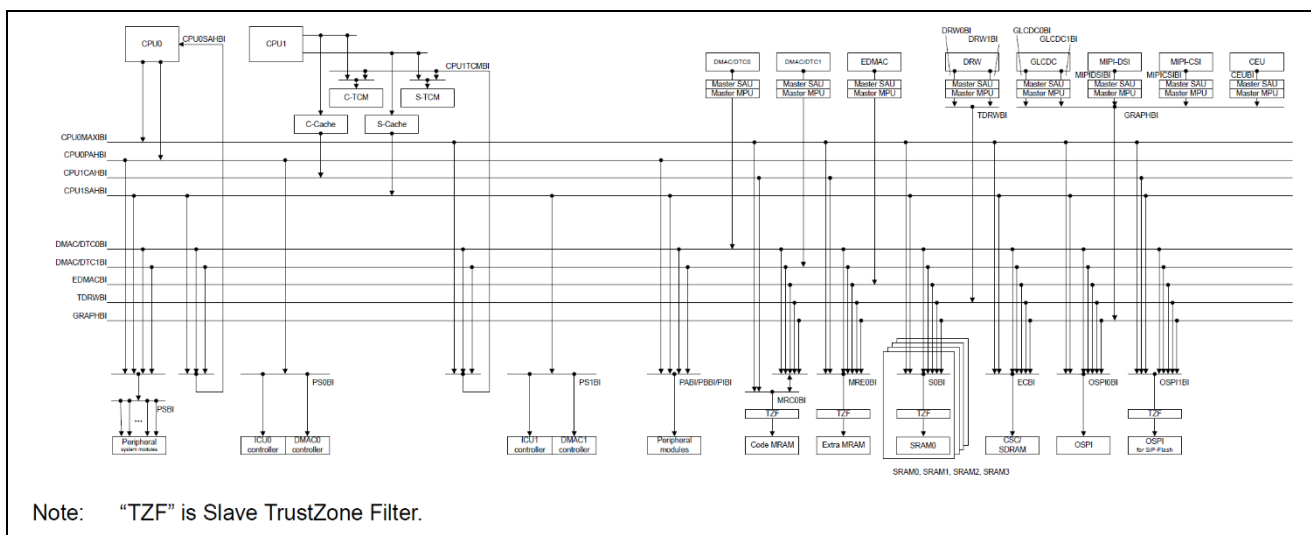 CPU0
CPU0SAHBI
CPU1
CPU1TCMBI
C-TCM
S-TCM
C-Cache
S-Cache
DMAC/DTC0
Master SAU
Master MPU
DMAC/DTC1
Master SAU
Master MPU
EDMAC
Master SAU
Master MPU
DRW0BI
DRW1BI
DRW
Master SAU
Master MPU
TDRWBI
GLCDC0BI
GLCDC1BI
GLCDC
Master SAU
Master MPU
MIPI-DSI
MIPIDSIBI
Master SAU
Master MPU
GRAPHBI
MIPI-CSI
MIPICSIBI
Master SAU
Master MPU
CEU
CEUBI
Master SAU
Master MPU
CPU0MAXIBI
CPU0PAHBI
CPU1CAHBI
CPU1SAHBI
DMAC/DTC0BI
DMAC/DTC1BI
EDMACBI
TDRWBI
GRAPHBI
PSBI
...
Peripheral
system modules
PS0BI
ICU0
controller
DMAC0
controller
PS1BI
ICU1
controller
DMAC1
controller
PABI/PBBI/PIBI
Peripheral
modules
MRC0BI
TZF
Code MRAM
MRE0BI
TZF
Extra MRAM
S0BI
TZF
SRAM0
SRAM0, SRAM1, SRAM2, SRAM3
ECBI
CSC/
SDRAM
OSPI0BI
OSPI
OSPI1BI
TZF
OSPI
for SiP-Flash
Note: "TZF" is Slave TrustZone Filter.